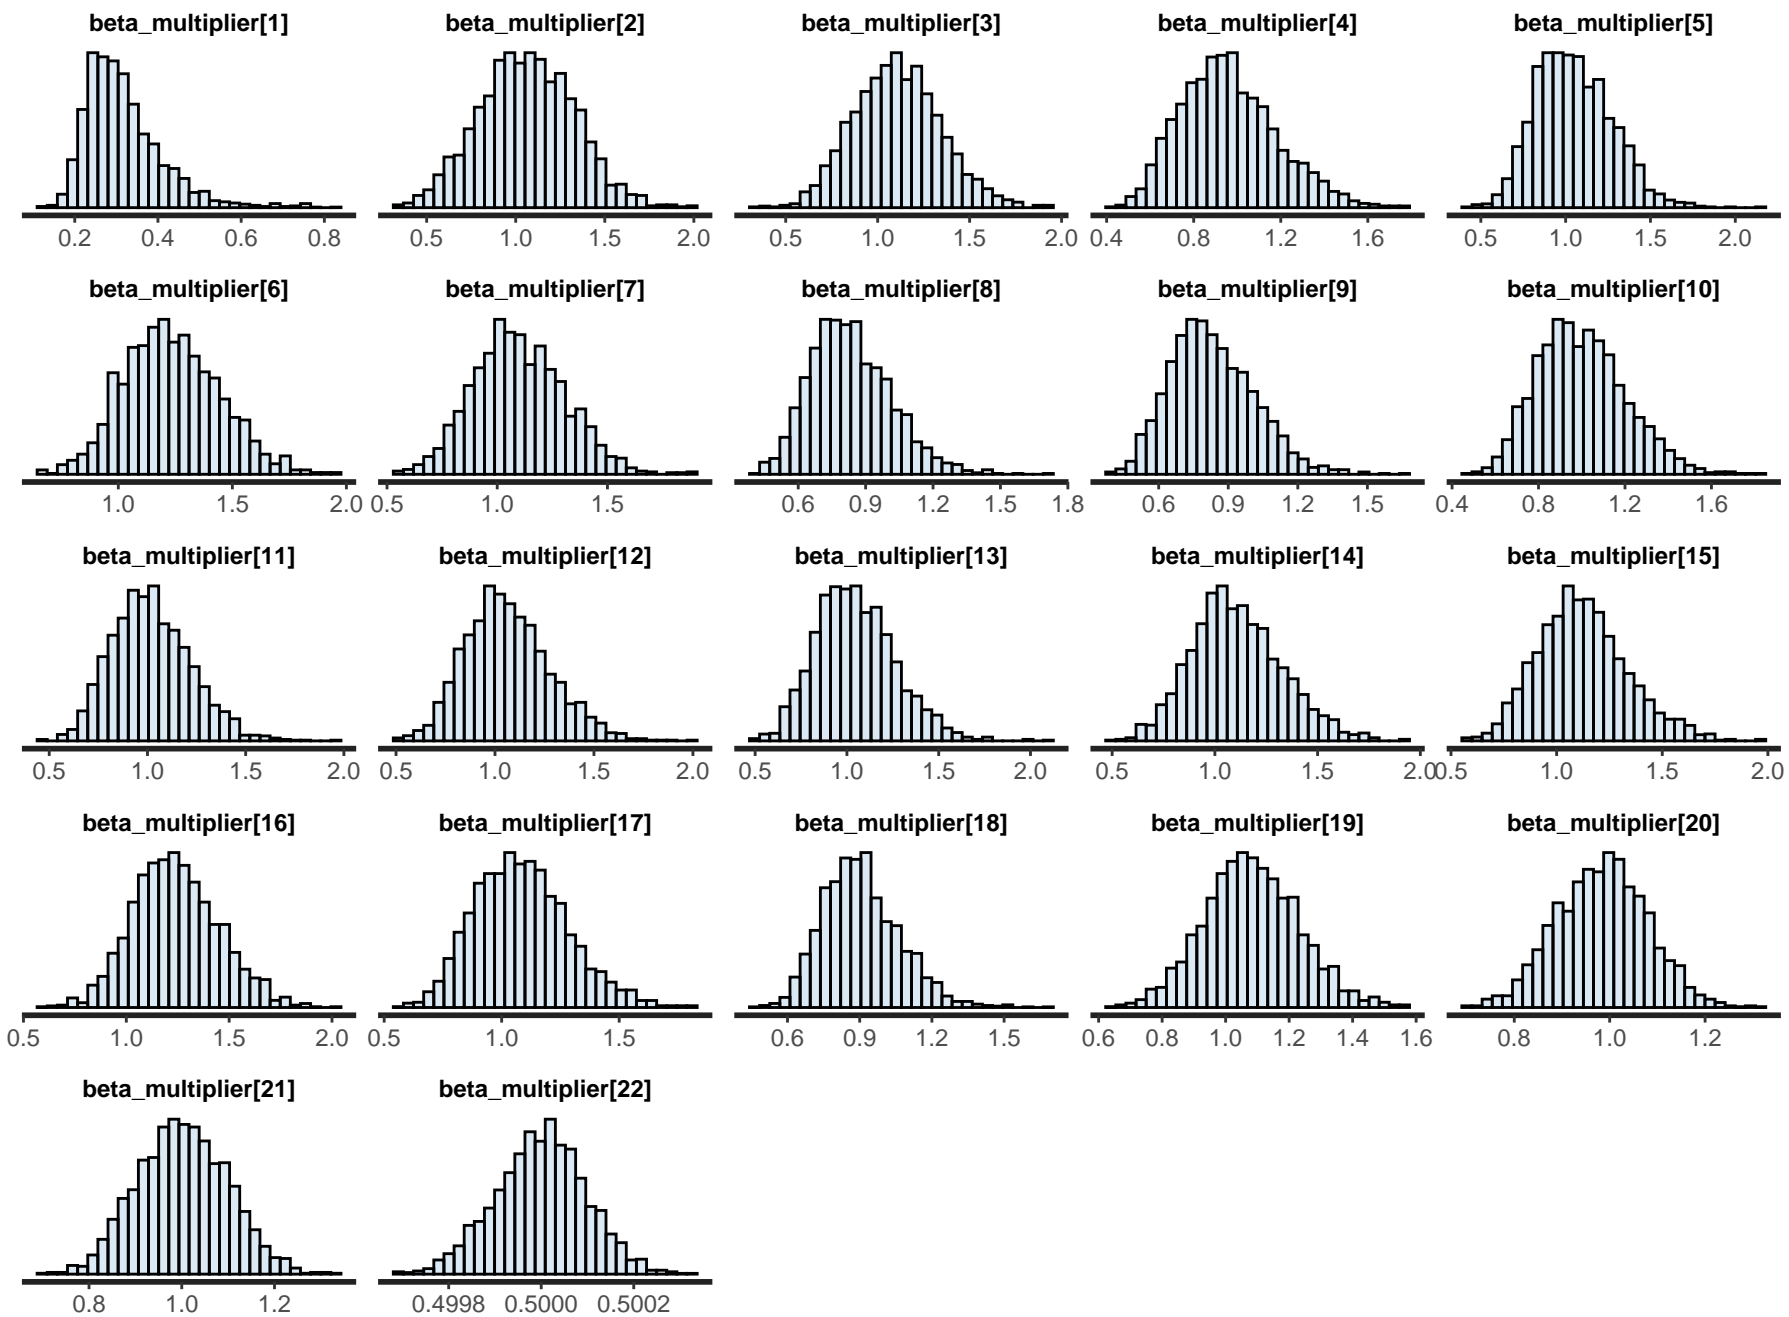 beta_multiplier[1] beta_multiplier[2] beta_multiplier[3] beta_multiplier[4] beta_multiplier[5]
0.2 0.4 0.6 0.8 0.5 1.0 1.5 2.0 0.5 1.0 1.5 2.0 0.4 0.8 1.2 1.6 0.5 1.0 1.5 2.0
beta_multiplier[6] beta_multiplier[7] beta_multiplier[8] beta_multiplier[9] beta_multiplier[10]
1.0 1.5 2.0 0.5 1.0 1.5 0.6 0.9 1.2 1.5 1.8 0.6 0.9 1.2 1.5 0.4 0.8 1.2 1.6
beta_multiplier[11] beta_multiplier[12] beta_multiplier[13] beta_multiplier[14] beta_multiplier[15]
0.5 1.0 1.5 2.0 0.5 1.0 1.5 2.0 0.5 1.0 1.5 2.0 0.5 1.0 1.5 2.0 0.5 1.0 1.5 2.0
beta_multiplier[16] beta_multiplier[17] beta_multiplier[18] beta_multiplier[19] beta_multiplier[20]
0.5 1.0 1.5 2.0 0.5 1.0 1.5 0.6 0.9 1.2 1.5 0.6 0.8 1.0 1.2 1.4 1.6 0.8 1.0 1.2
beta_multiplier[21] beta_multiplier[22]
0.8 1.0 1.2 0.4998 0.5000 0.5002